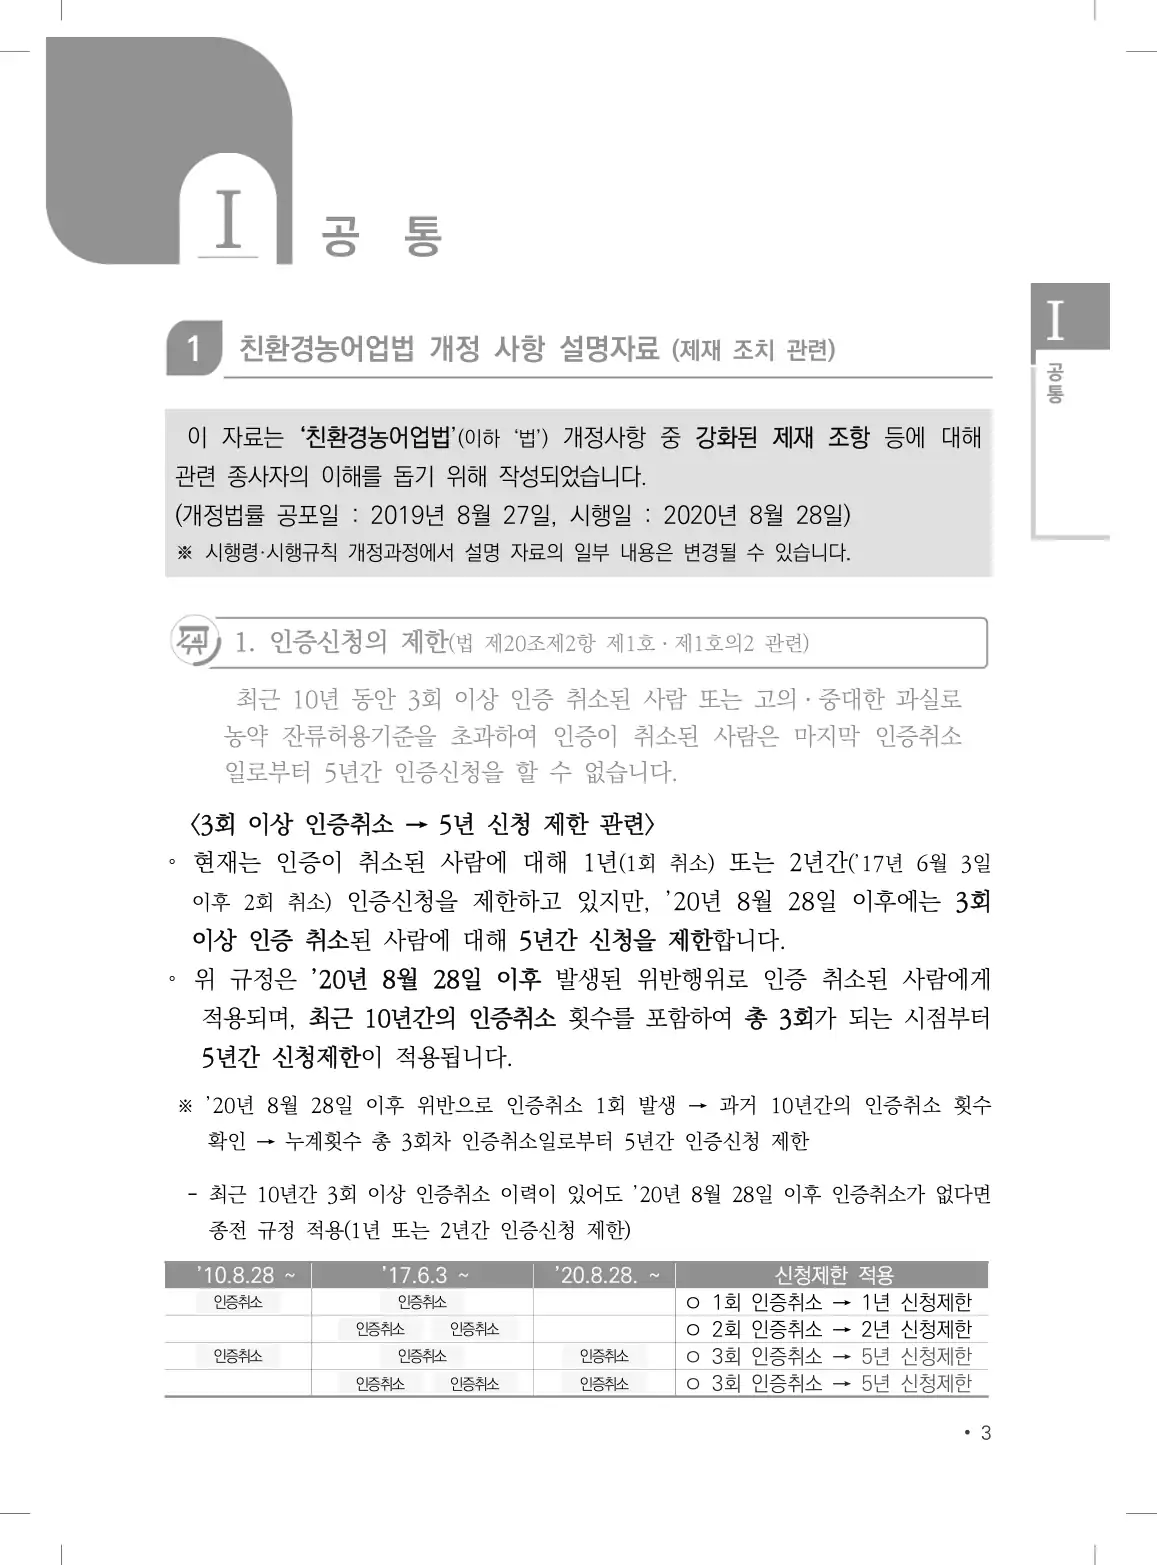 I
공 통
I
공
통
1 친환경농어업법 개정 사항 설명자료 (제재 조치 관련)
이 자료는 ‘친환경농어업법’(이하 ‘법’) 개정사항 중 강화된 제재 조항 등에 대해
관련 종사자의 이해를 돕기 위해 작성되었습니다.
(개정법률 공포일 : 2019년 8월 27일, 시행일 : 2020년 8월 28일)
※ 시행령·시행규칙 개정과정에서 설명 자료의 일부 내용은 변경될 수 있습니다.
1. 인증신청의 제한(법 제20조제2항 제1호·제1호의2 관련)
최근 10년 동안 3회 이상 인증 취소된 사람 또는 고의·중대한 과실로
농약 잔류허용기준을 초과하여 인증이 취소된 사람은 마지막 인증취소
일로부터 5년간 인증신청을 할 수 없습니다.
〈3회 이상 인증취소 → 5년 신청 제한 관련〉
◦ 현재는 인증이 취소된 사람에 대해 1년(1회 취소) 또는 2년간(’17년 6월 3일
이후 2회 취소) 인증신청을 제한하고 있지만, ’20년 8월 28일 이후에는 3회
이상 인증 취소된 사람에 대해 5년간 신청을 제한합니다.
◦ 위 규정은 ’20년 8월 28일 이후 발생된 위반행위로 인증 취소된 사람에게
적용되며, 최근 10년간의 인증취소 횟수를 포함하여 총 3회가 되는 시점부터
5년간 신청제한이 적용됩니다.
※ ’20년 8월 28일 이후 위반으로 인증취소 1회 발생 → 과거 10년간의 인증취소 횟수
확인 → 누계횟수 총 3회차 인증취소일로부터 5년간 인증신청 제한
- 최근 10년간 3회 이상 인증취소 이력이 있어도 ’20년 8월 28일 이후 인증취소가 없다면
종전 규정 적용(1년 또는 2년간 인증신청 제한)
’10.8.28 ~ ’17.6.3 ~ ’20.8.28. ~ 신청제한 적용
인증취소 인증취소 ○ 1회 인증취소 → 1년 신청제한
인증취소 인증취소 ○ 2회 인증취소 → 2년 신청제한
인증취소 인증취소 인증취소 ○ 3회 인증취소 → 5년 신청제한
인증취소 인증취소 인증취소 ○ 3회 인증취소 → 5년 신청제한
• 3